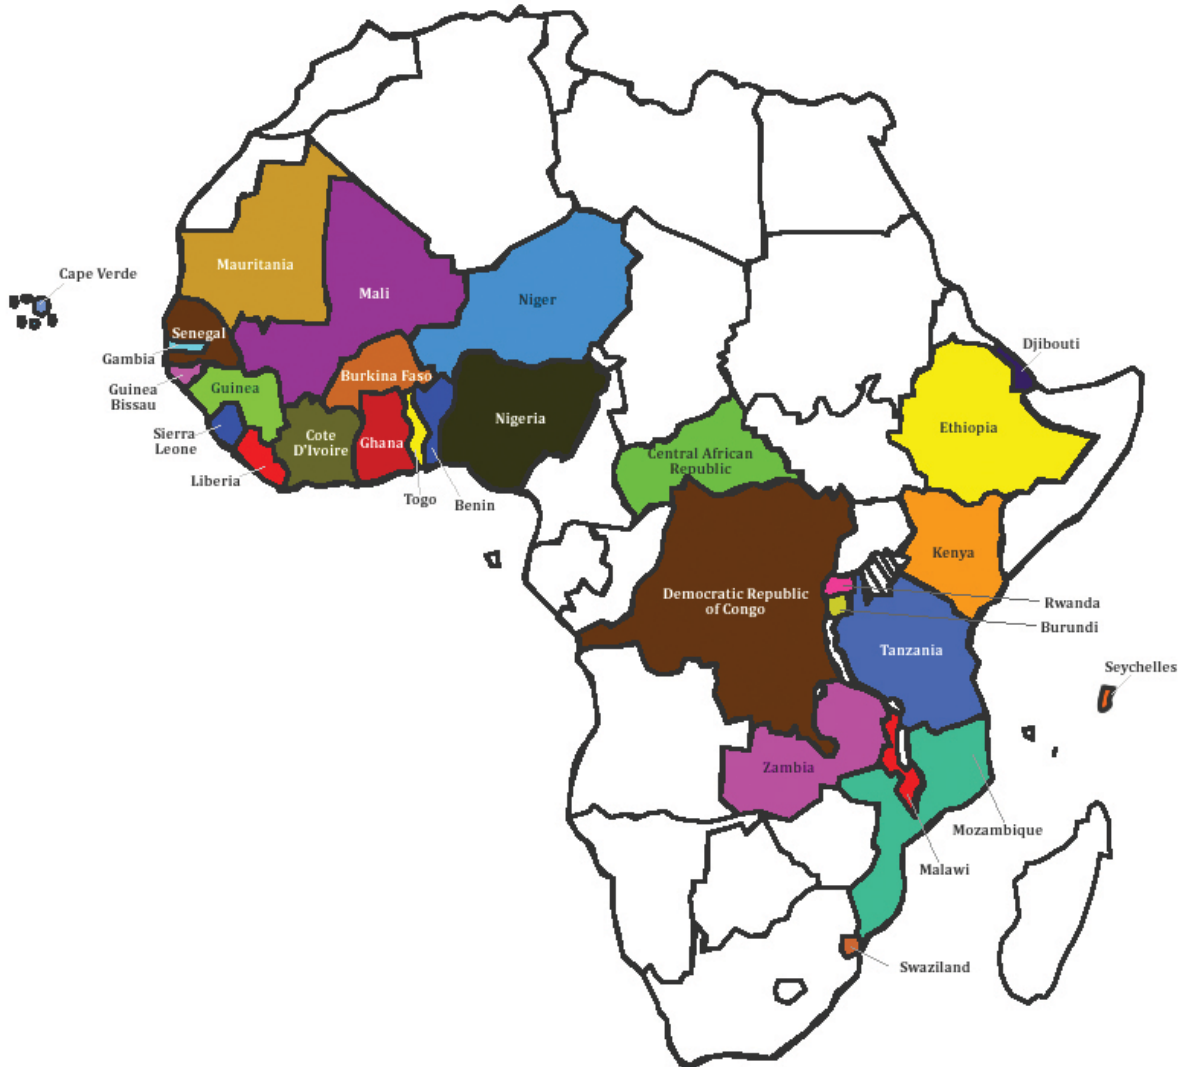 Cape Verde
Mauritania
Mali
Niger
Senegal
Gambia
Guinea
Bissau
Guinea
Burkina Faso
Djibouti
Sierra
Leone
Cote
D'Ivoire
Ghana
Nigeria
Ethiopia
Liberia
Togo
Benin
Central African
Republic
Kenya
Democratic Republic
of Congo
Rwanda
Burundi
Tanzania
Seychelles
Zambia
Mozambique
Malawi
Swaziland